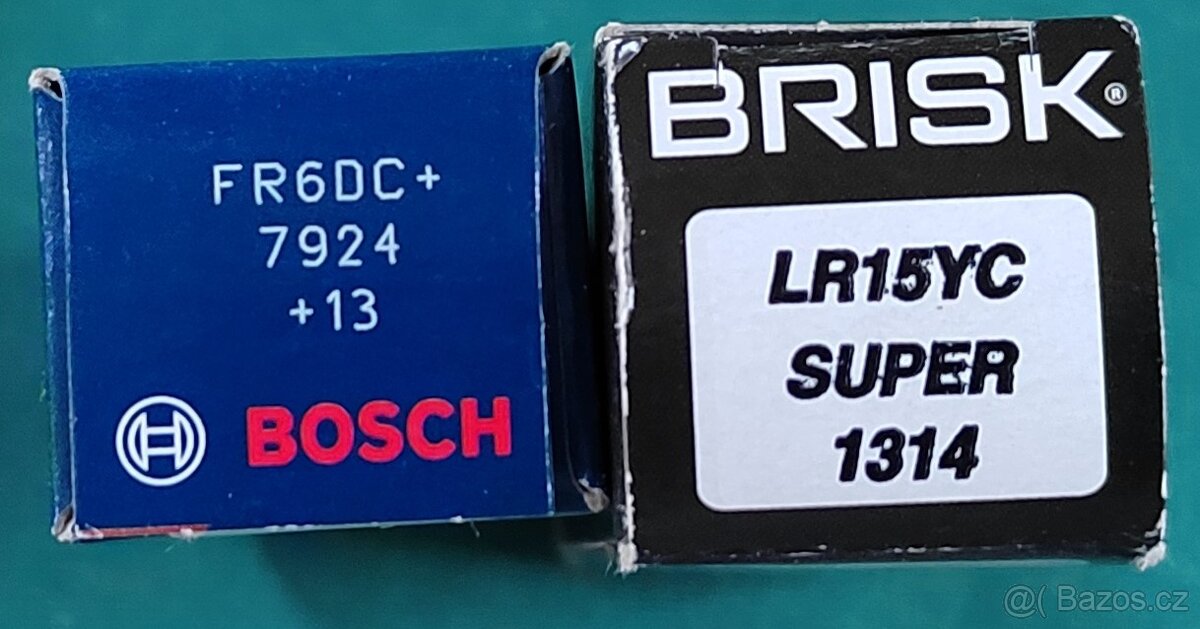 FR6DC+
7924
+13
BOSCH
BRISK®
LR15YC
SUPER
1314
@( Bazos.cz